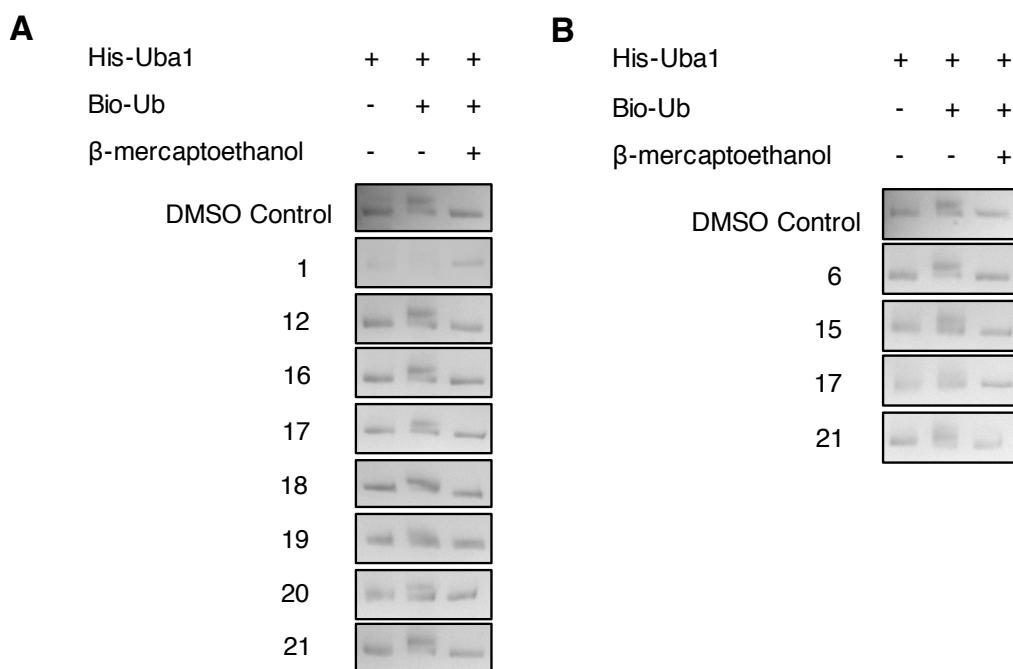 A
His-Uba1 + + +
Bio-Ub - + +
β-mercaptoethanol - - +
DMSO Control
1
12
16
17
18
19
20
21
B
His-Uba1 + + +
Bio-Ub - + +
β-mercaptoethanol - - +
DMSO Control
6
15
17
21